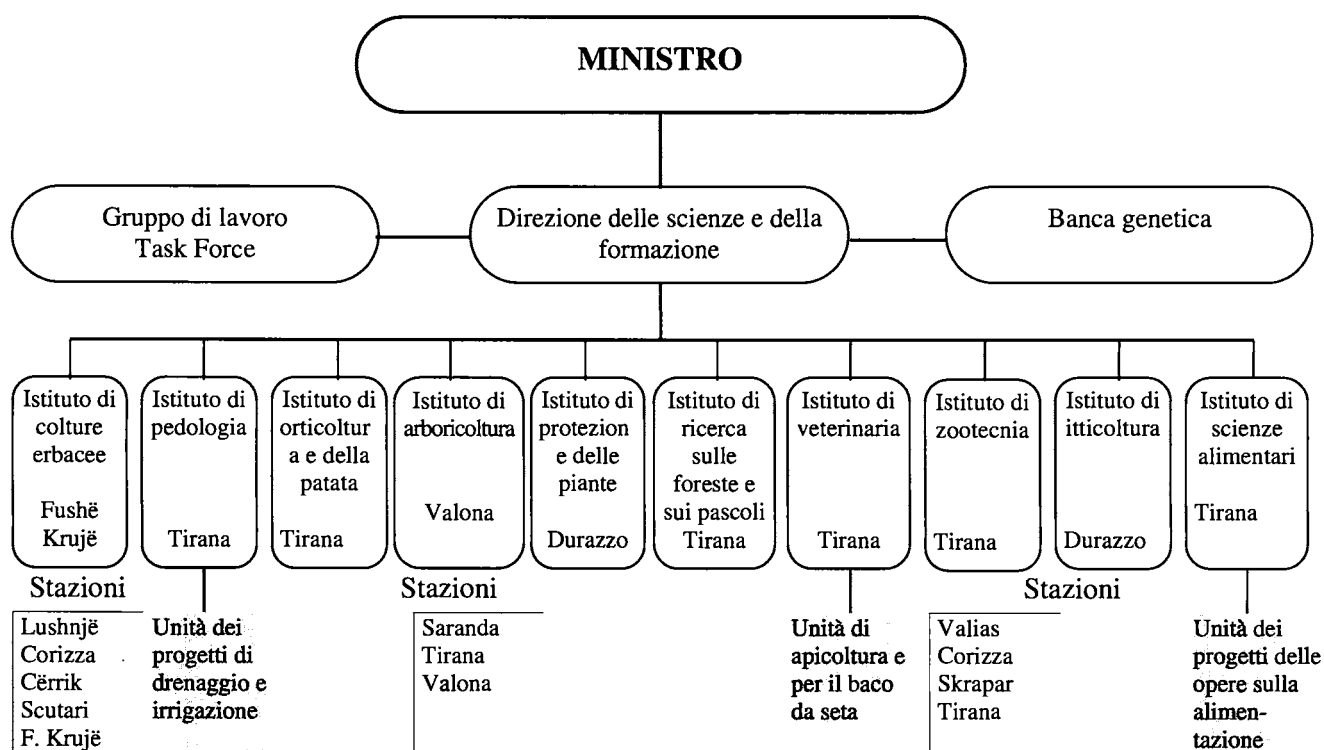 MINISTRO
Gruppo di lavoro
Task Force
Direzione delle scienze e della
formazione
Banca genetica
Istituto di
colture
erbacee
Fushë
Krujë
Istituto di
pedologia
Tirana
Istituto di
orticoltur
a e della
patata
Tirana
Istituto di
arboricoltura
Valona
Istituto di
protezion
e delle
piante
Durazzo
Istituto di
ricerca
sulle
foreste e
sui pascoli
Tirana
Istituto di
veterinaria
Tirana
Istituto di
zootecnia
Tirana
Istituto di
itticoltura
Durazzo
Istituto di
scienze
alimentari
Tirana
Stazioni
Lushnjë
Corizza
Cërrik
Scutari
F. Krujë
Unità dei
progetti di
drenaggio e
irrigazione
Stazioni
Saranda
Tirana
Valona
Unità di
apicoltura e
per il baco
da seta
Stazioni
Valias
Corizza
Skrapar
Tirana
Unità dei
progetti delle
opere sulla
alimen-
tazione